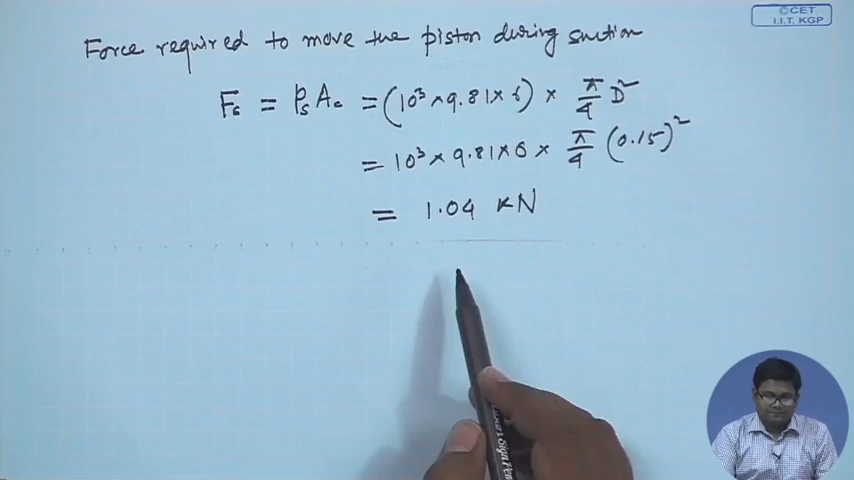 ©CET
I.I.T. KGP
Force required to move the piston during suction
Fs = Ps Ac = (10³ × 9.81 × 6) × π/4 D²
= 10³ × 9.81 × 6 × π/4 (0.15)²
= 1.04 KN